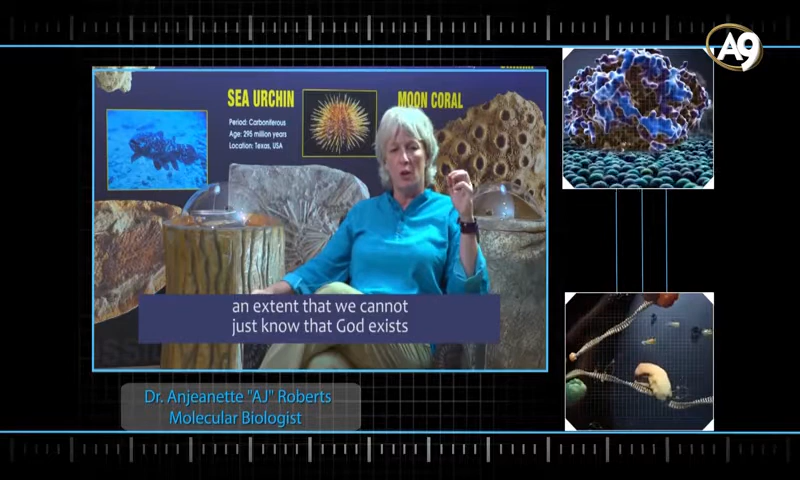 A9
SEA URCHIN
Period: Carboniferous
Age: 295 million years
Location: Texas, USA
MOON CORAL
an extent that we cannot
just know that God exists
Dr. Anjeanette "AJ" Roberts
Molecular Biologist